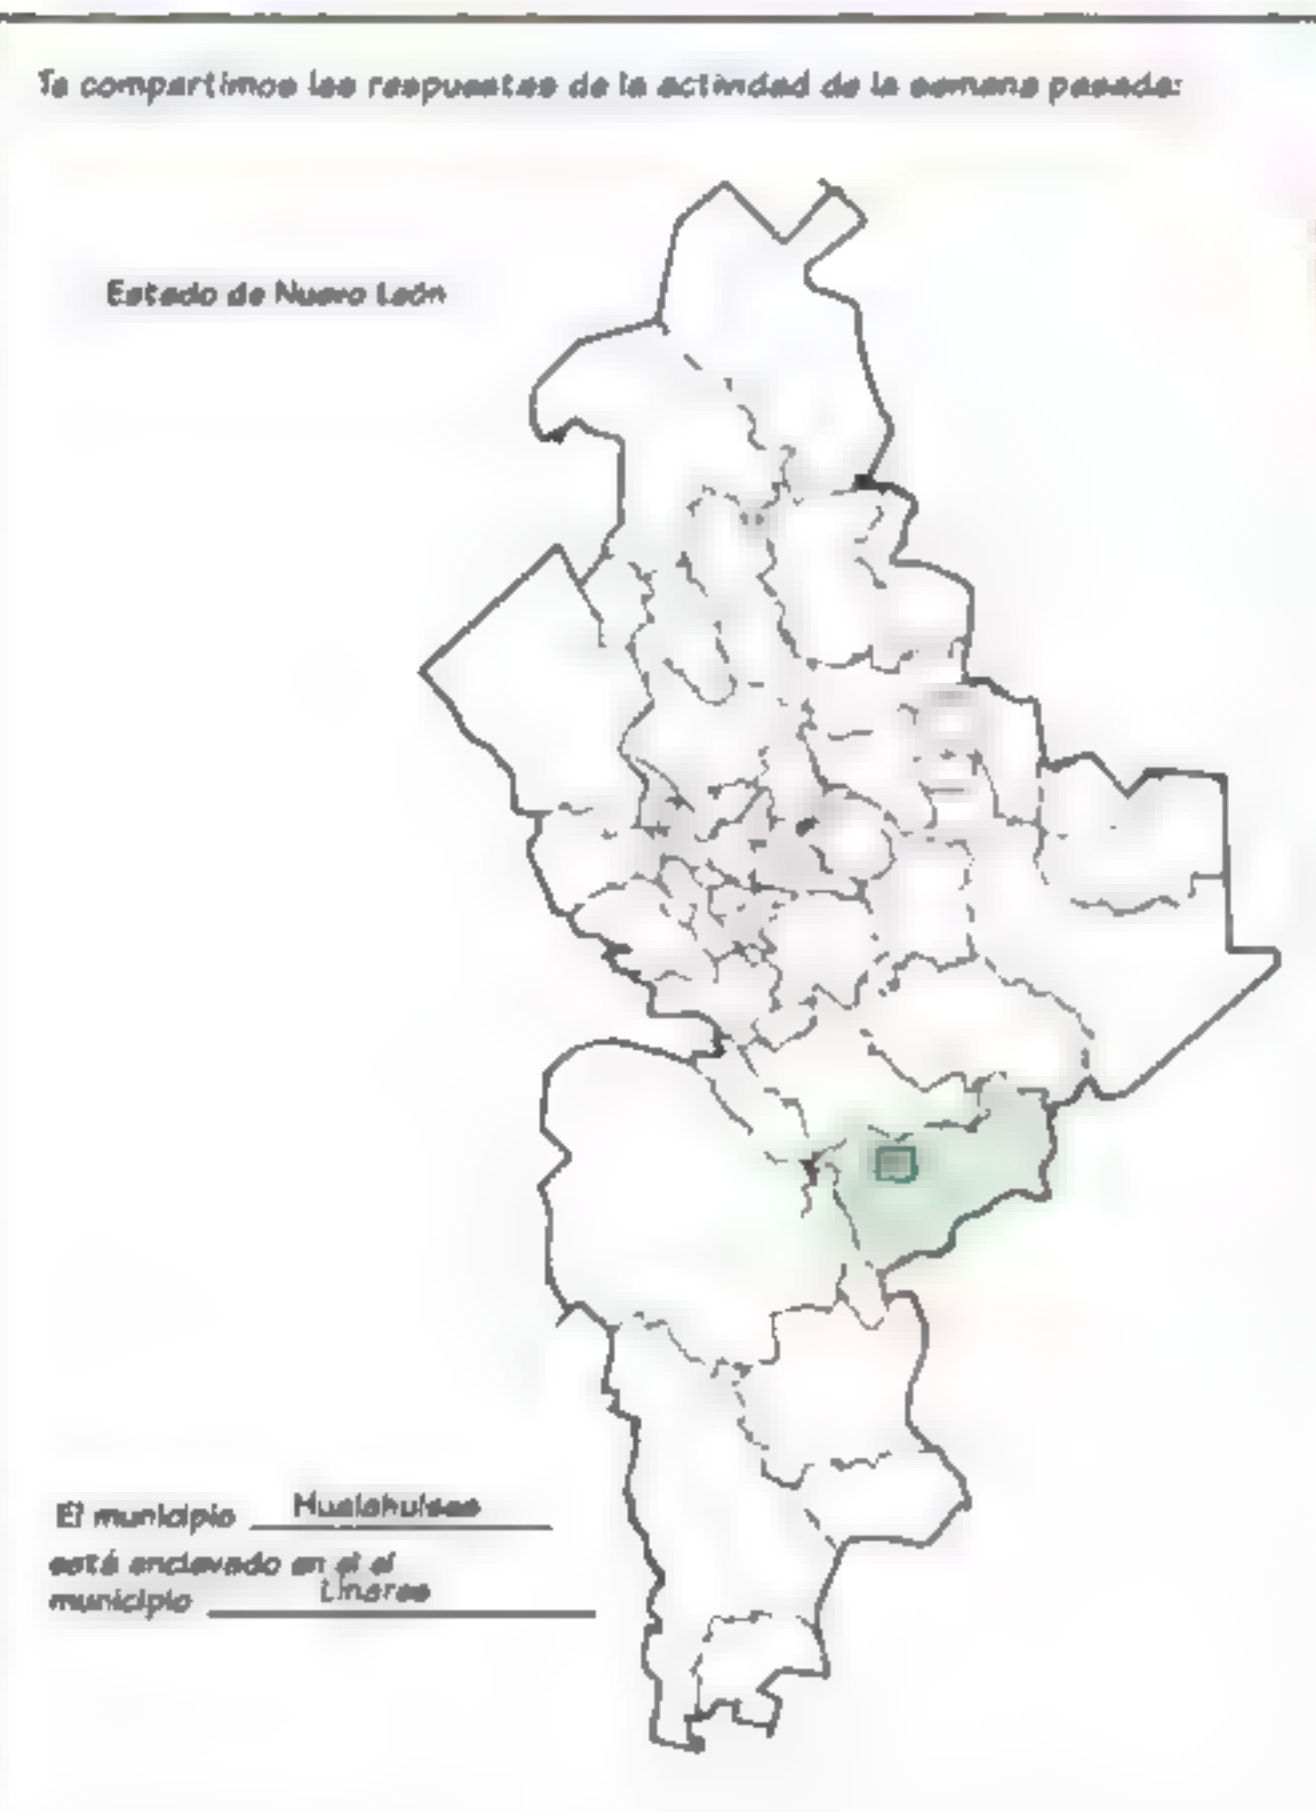 Te compartimos las respuestas de la actividad de la semana pasada:
Estado de Nuevo León
El municipio Hualahuises
está enclavado en el el
municipio Linares